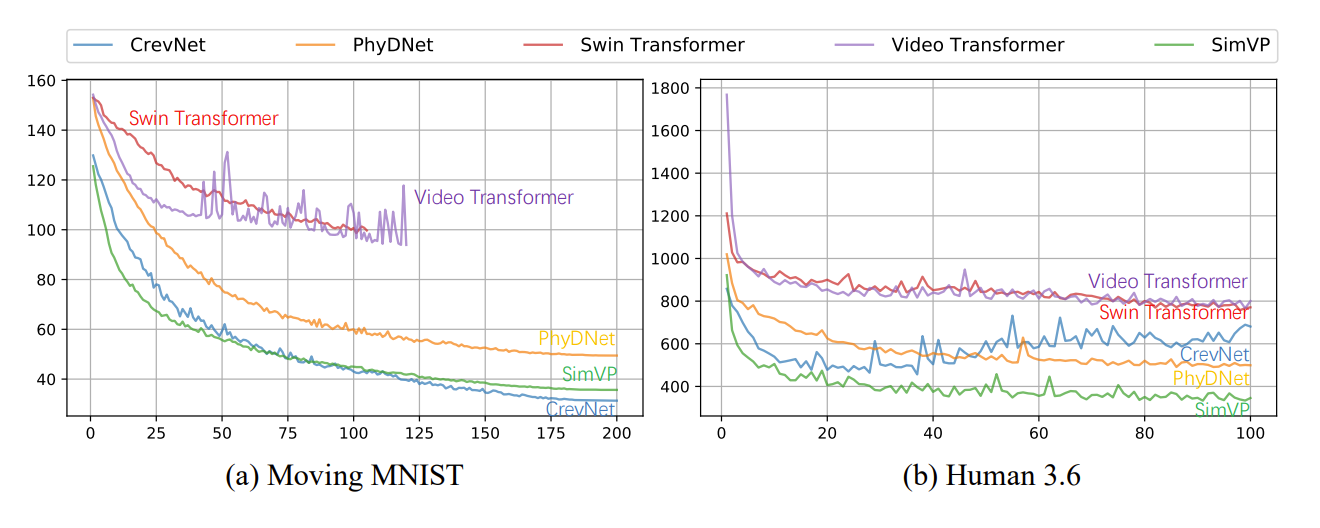 CrevNet PhyDNet Swin Transformer Video Transformer SimVP
160
140
120
100
80
60
40
Swin Transformer
Video Transformer
PhyDNet
SimVP
CrevNet
0 25 50 75 100 125 150 175 200
(a) Moving MNIST
1800
1600
1400
1200
1000
800
600
400
Video Transformer
Swin Transformer
CrevNet
PhyDNet
SimVP
0 20 40 60 80 100
(b) Human 3.6